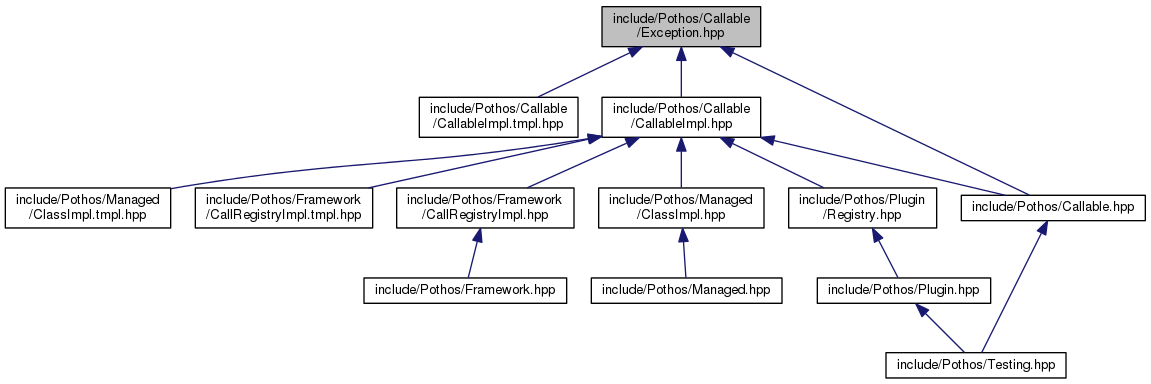 include/Pothos/Callable
/Exception.hpp
include/Pothos/Callable
/CallableImpl.tmpl.hpp
include/Pothos/Callable
/CallableImpl.hpp
include/Pothos/Managed
/ClassImpl.tmpl.hpp
include/Pothos/Framework
/CallRegistryImpl.tmpl.hpp
include/Pothos/Framework
/CallRegistryImpl.hpp
include/Pothos/Managed
/ClassImpl.hpp
include/Pothos/Plugin
/Registry.hpp
include/Pothos/Callable.hpp
include/Pothos/Framework.hpp
include/Pothos/Managed.hpp
include/Pothos/Plugin.hpp
include/Pothos/Testing.hpp